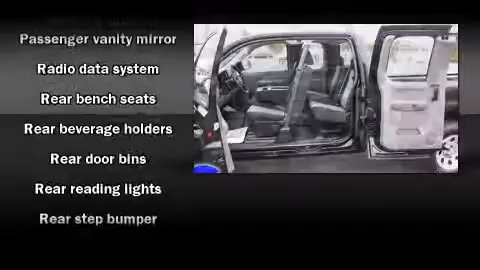 Passenger vanity mirror
Radio data system
Rear bench seats
Rear beverage holders
Rear door bins
Rear reading lights
Rear step bumper